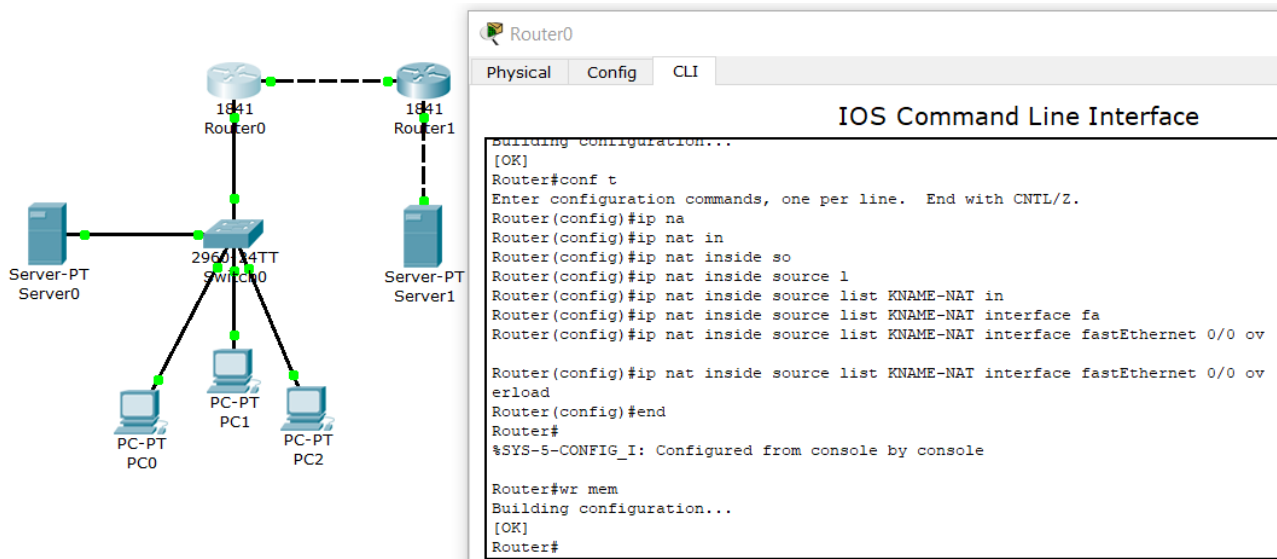 1841
Router0
1841
Router1
Server-PT
Server0
2960-24TT
Switch0
Server-PT
Server1
PC-PT
PC0
PC-PT
PC1
PC-PT
PC2
Router0
Physical
Config
CLI
IOS Command Line Interface
Building configuration...
[OK]
Router#conf t
Enter configuration commands, one per line.  End with CNTL/Z.
Router(config)#ip na
Router(config)#ip nat in
Router(config)#ip nat inside so
Router(config)#ip nat inside source l
Router(config)#ip nat inside source list KNAME-NAT in
Router(config)#ip nat inside source list KNAME-NAT interface fa
Router(config)#ip nat inside source list KNAME-NAT interface fastEthernet 0/0 ov
Router(config)#ip nat inside source list KNAME-NAT interface fastEthernet 0/0 ov
erload
Router(config)#end
Router#
%SYS-5-CONFIG_I: Configured from console by console
Router#wr mem
Building configuration...
[OK]
Router#